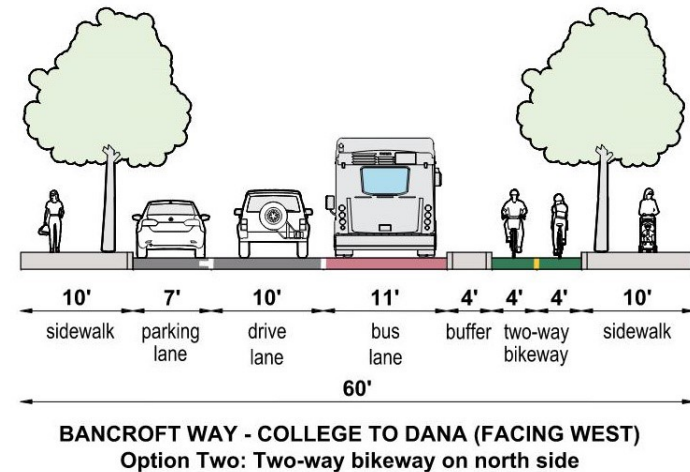 10' 7' 10' 11' 4' 4' 4' 10'
sidewalk parking lane drive lane bus lane buffer two-way bikeway sidewalk
60'
BANCROFT WAY - COLLEGE TO DANA (FACING WEST)
Option Two: Two-way bikeway on north side